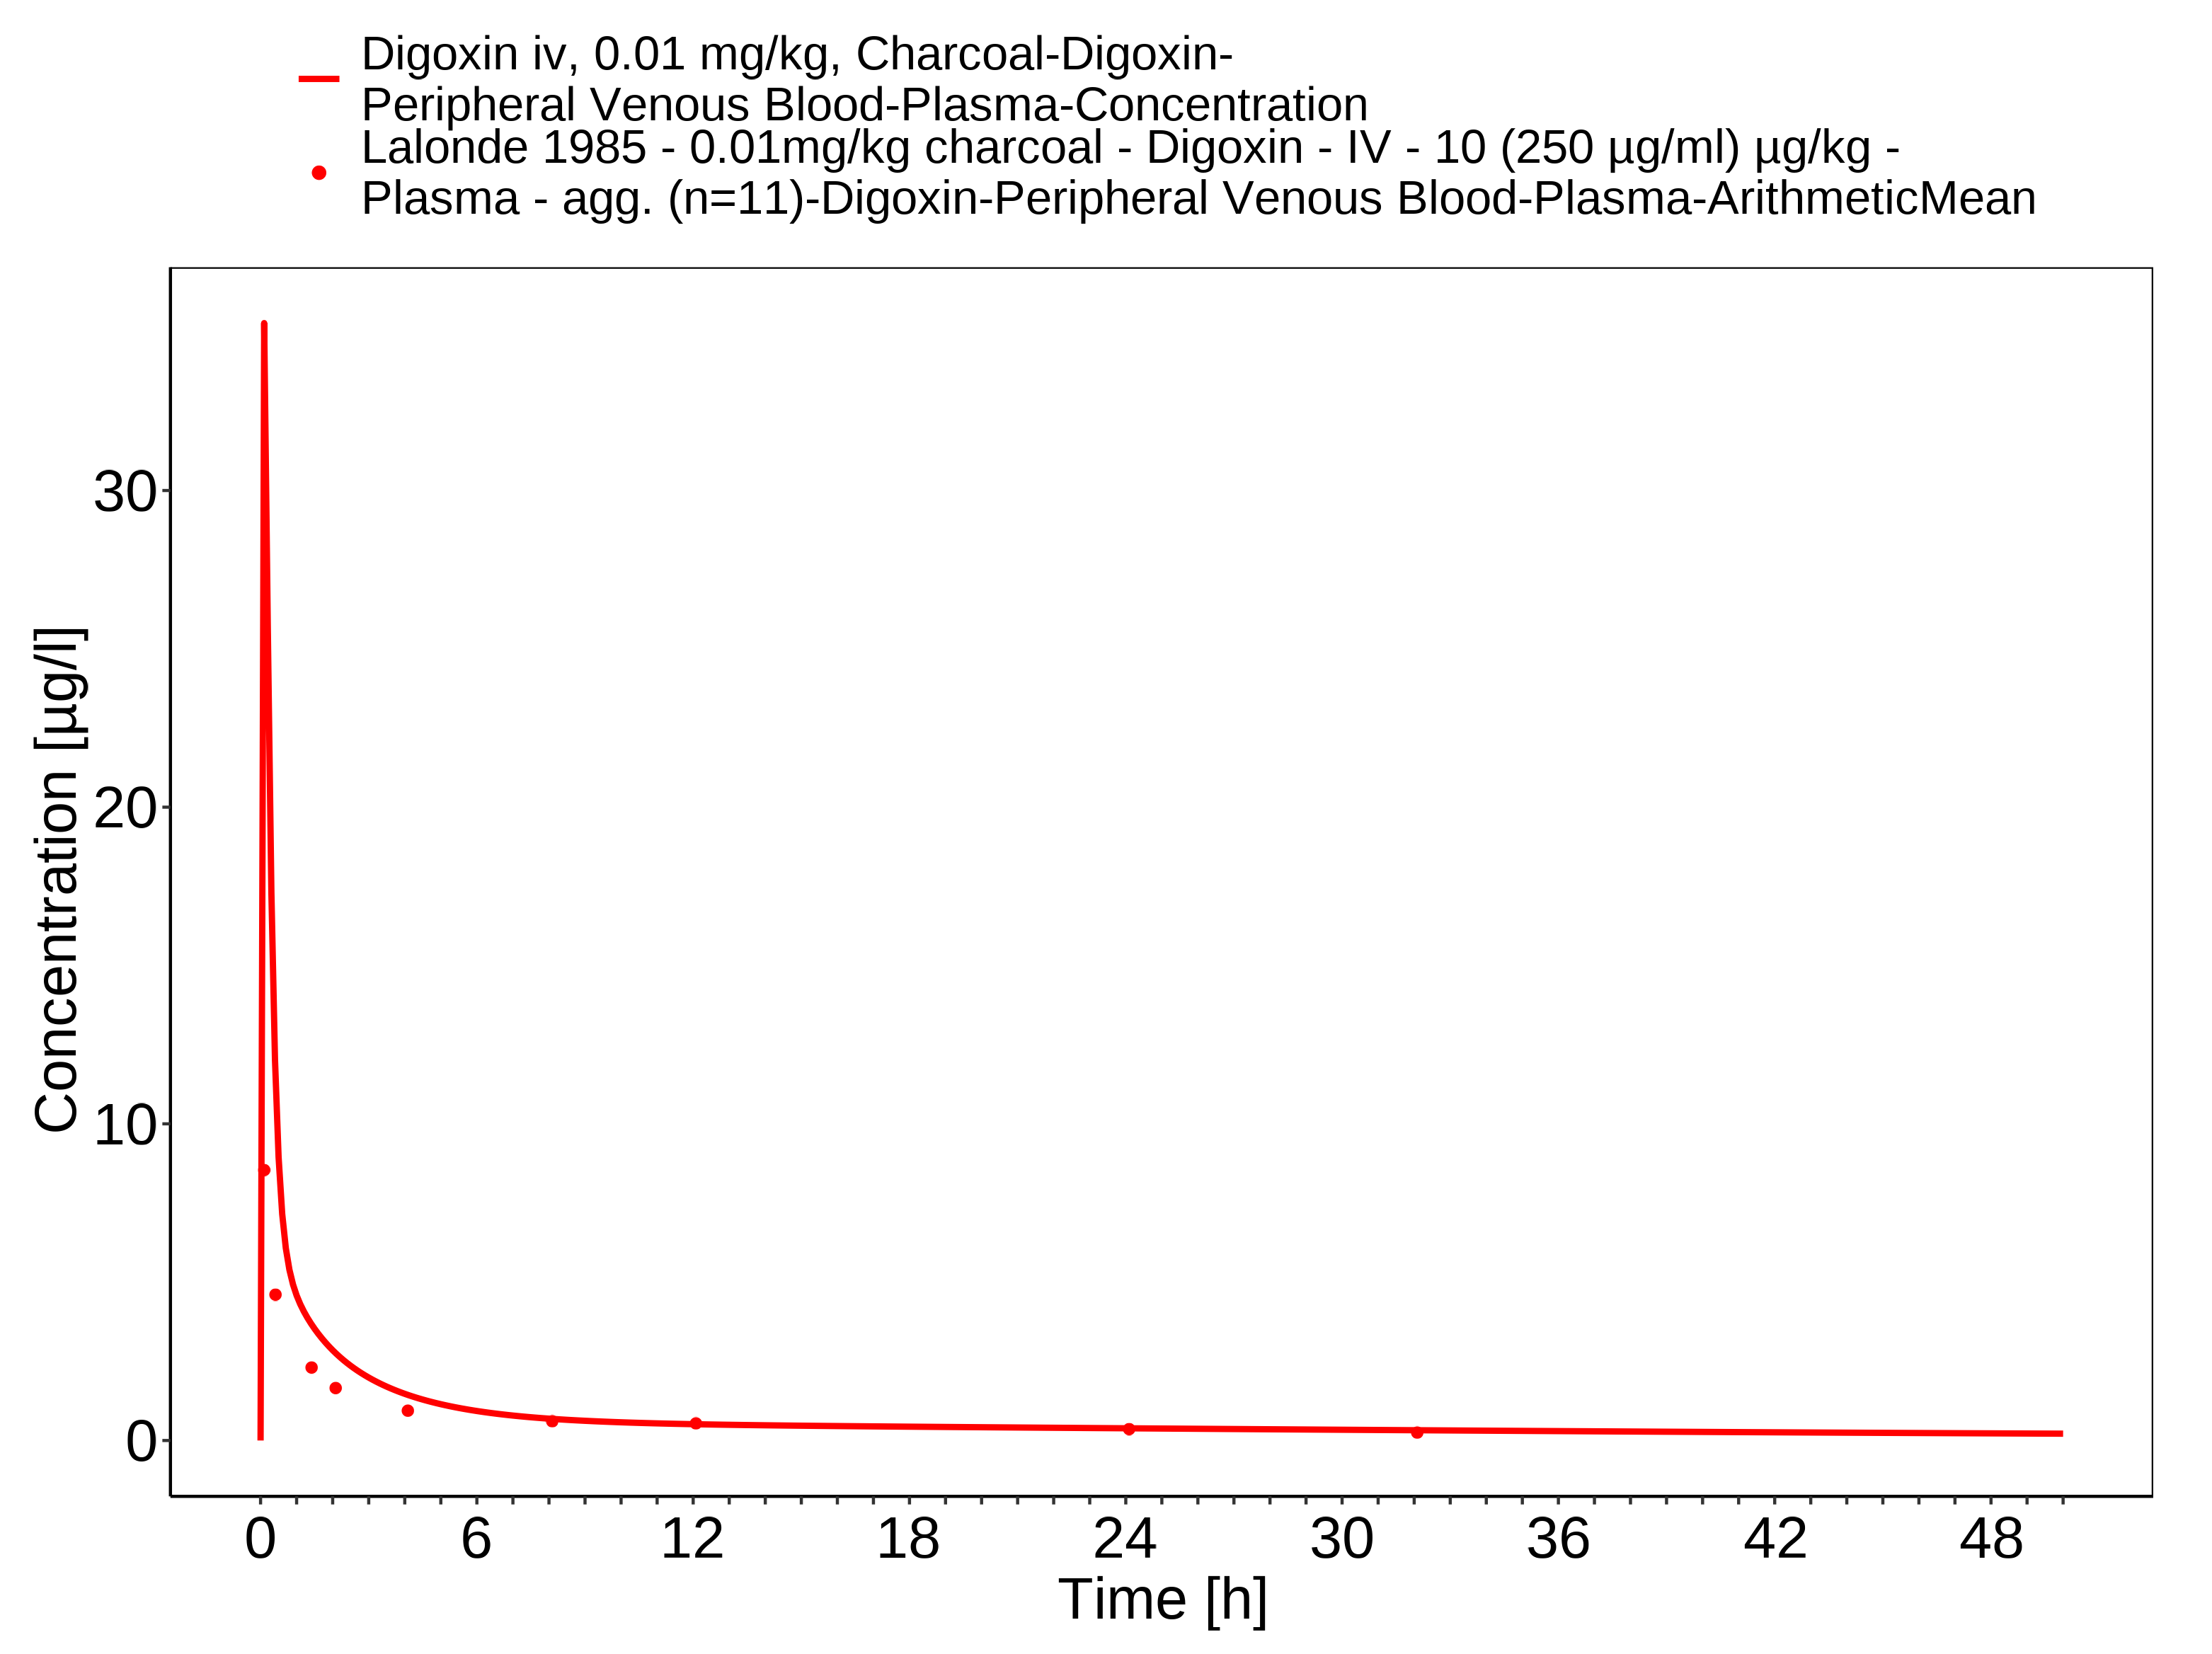 Digoxin iv, 0.01 mg/kg, Charcoal-Digoxin-
Peripheral Venous Blood-Plasma-Concentration
Lalonde 1985 - 0.01mg/kg charcoal - Digoxin - IV - 10 (250 µg/ml) µg/kg -
Plasma - agg. (n=11)-Digoxin-Peripheral Venous Blood-Plasma-ArithmeticMean
Concentration [µg/l]
30
20
10
0
0 6 12 18 24 30 36 42 48
Time [h]